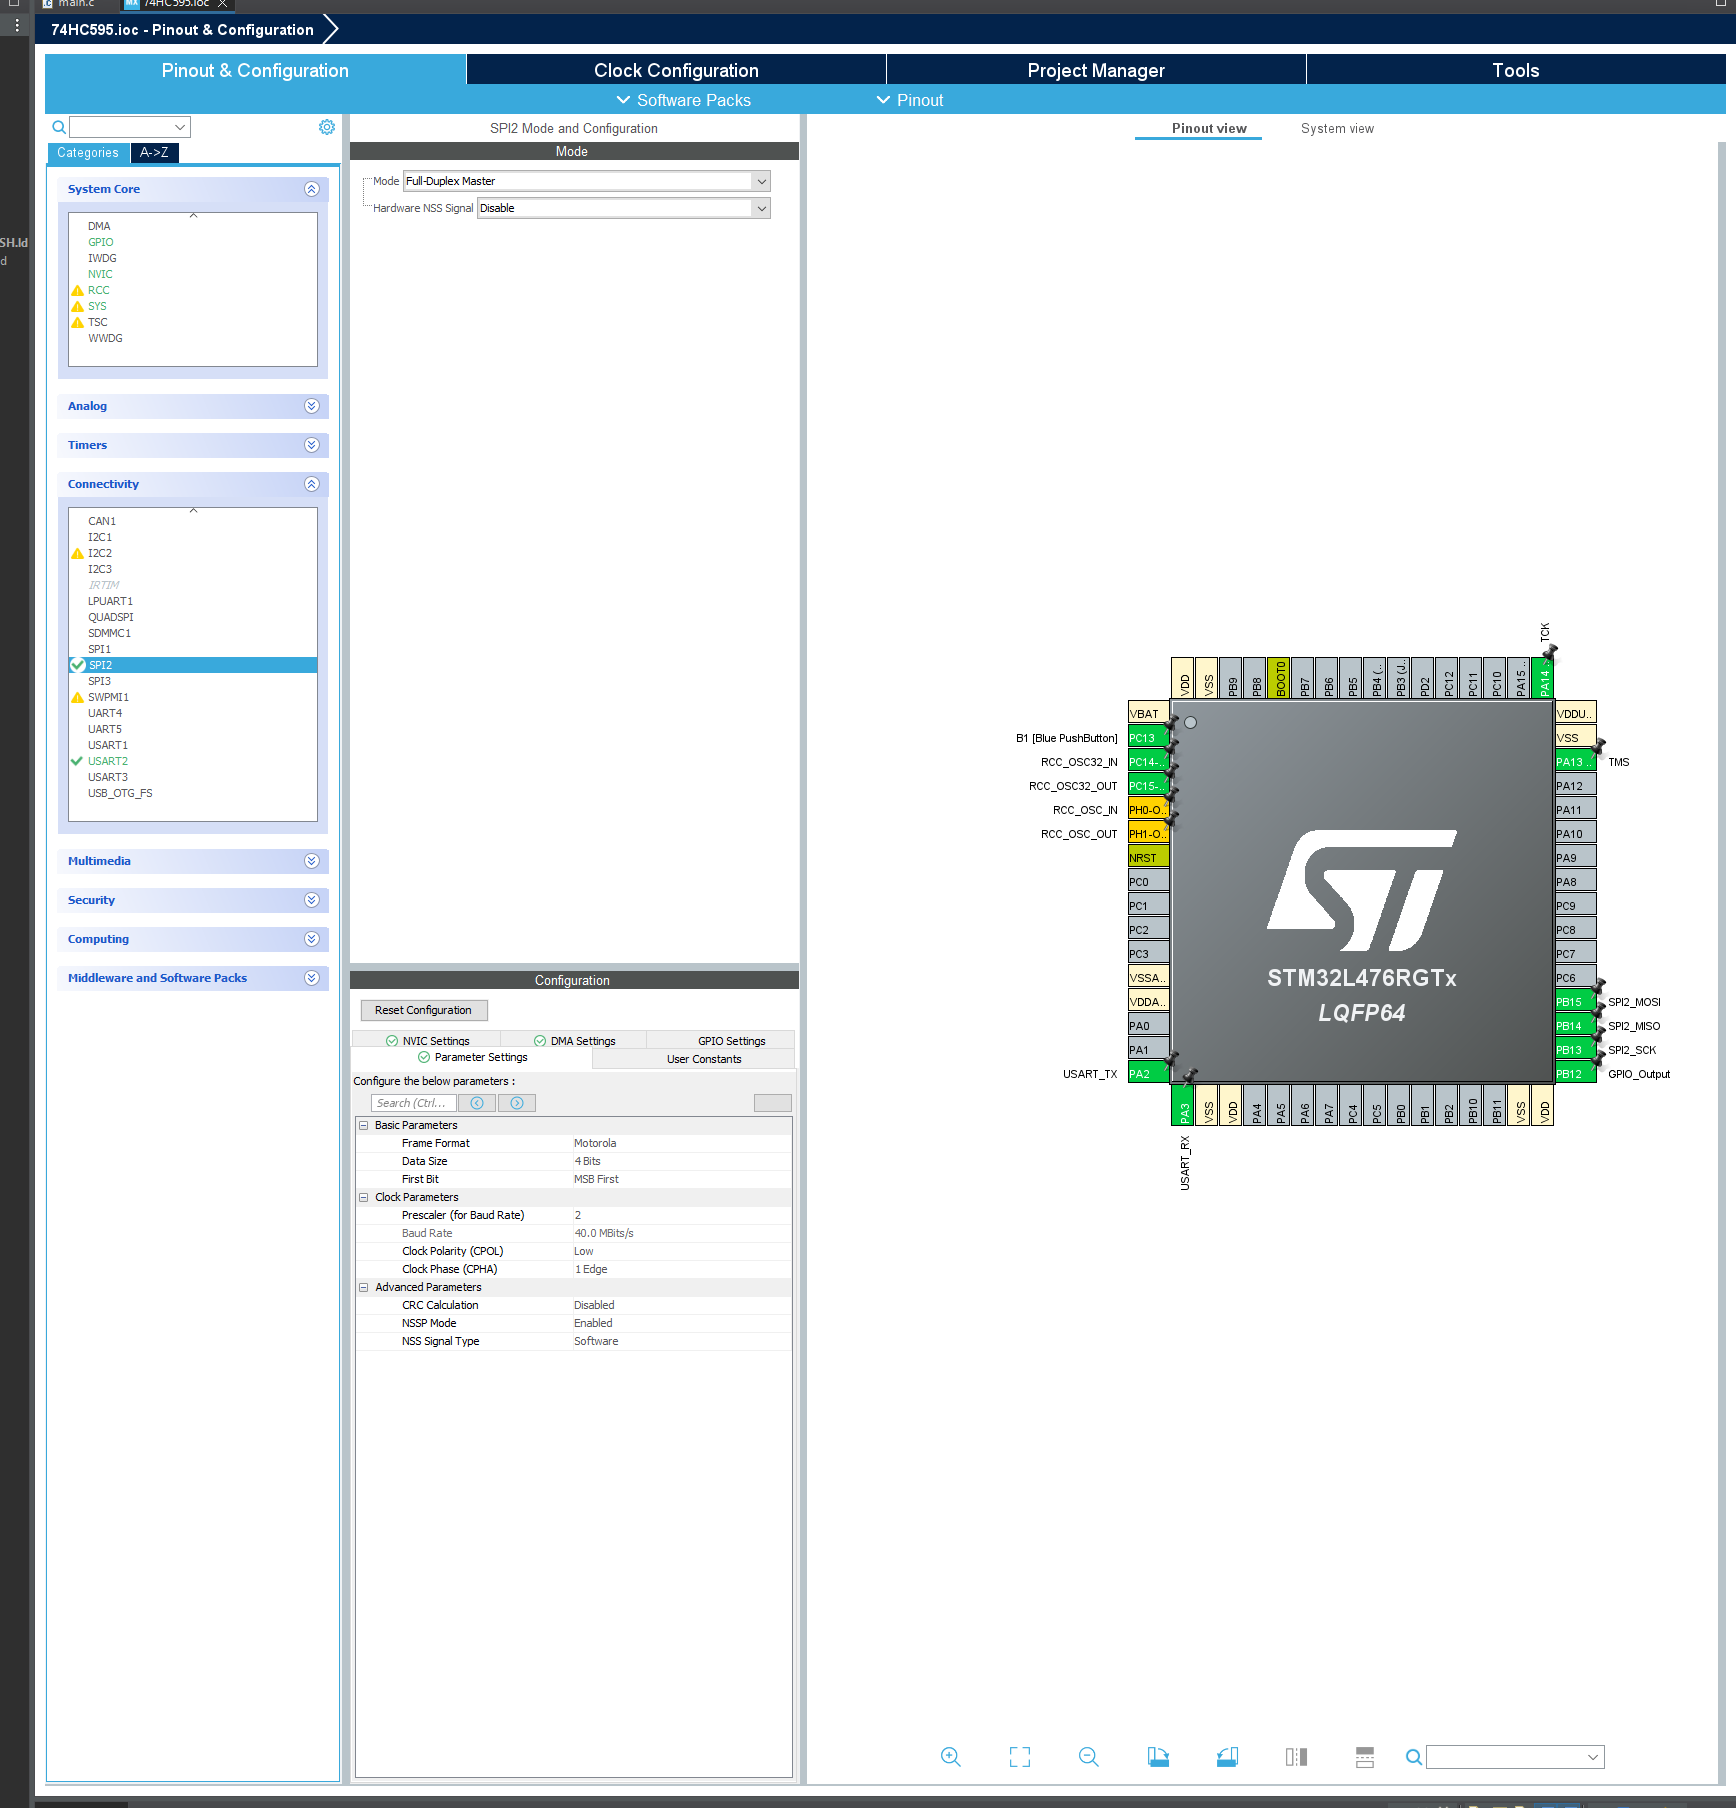 main.c
74HC595.ioc
74HC595.ioc - Pinout & Configuration
Pinout & Configuration
Clock Configuration
Project Manager
Tools
Software Packs
Pinout
SH.ld
d
Categories
A->Z
System Core
DMA
GPIO
IWDG
NVIC
RCC
SYS
TSC
WWDG
Analog
Timers
Connectivity
CAN1
I2C1
I2C2
I2C3
IRTIM
LPUART1
QUADSPI
SDMMC1
SPI1
SPI2
SPI3
SWPMI1
UART4
UART5
USART1
USART2
USART3
USB_OTG_FS
Multimedia
Security
Computing
Middleware and Software Packs
SPI2 Mode and Configuration
Mode
Mode Full-Duplex Master
Hardware NSS Signal Disable
Configuration
Reset Configuration
NVIC Settings
DMA Settings
GPIO Settings
Parameter Settings
User Constants
Configure the below parameters :
Search (Ctrl...
Basic Parameters
Frame Format Motorola
Data Size 4 Bits
First Bit MSB First
Clock Parameters
Prescaler (for Baud Rate) 2
Baud Rate 40.0 MBits/s
Clock Polarity (CPOL) Low
Clock Phase (CPHA) 1 Edge
Advanced Parameters
CRC Calculation Disabled
NSSP Mode Enabled
NSS Signal Type Software
Pinout view
System view
TCK
VDD
VSS
PB9
PB8
BOOT0
PB7
PB6
PB5
PB4 (..
PB3 (J..
PD2
PC12
PC11
PC10
PA15 ..
PA14 ..
VBAT
B1 [Blue PushButton] PC13
RCC_OSC32_IN PC14-..
RCC_OSC32_OUT PC15-..
RCC_OSC_IN PH0-O..
RCC_OSC_OUT PH1-O..
NRST
PC0
PC1
PC2
PC3
VSSA..
VDDA..
PA0
PA1
USART_TX PA2
STM32L476RGTx
LQFP64
VDDU..
VSS
PA13 .. TMS
PA12
PA11
PA10
PA9
PA8
PC9
PC8
PC7
PC6
PB15 SPI2_MOSI
PB14 SPI2_MISO
PB13 SPI2_SCK
PB12 GPIO_Output
PA3
VSS
VDD
PA4
PA5
PA6
PA7
PC4
PC5
PB0
PB1
PB2
PB10
PB11
VSS
VDD
USART_RX